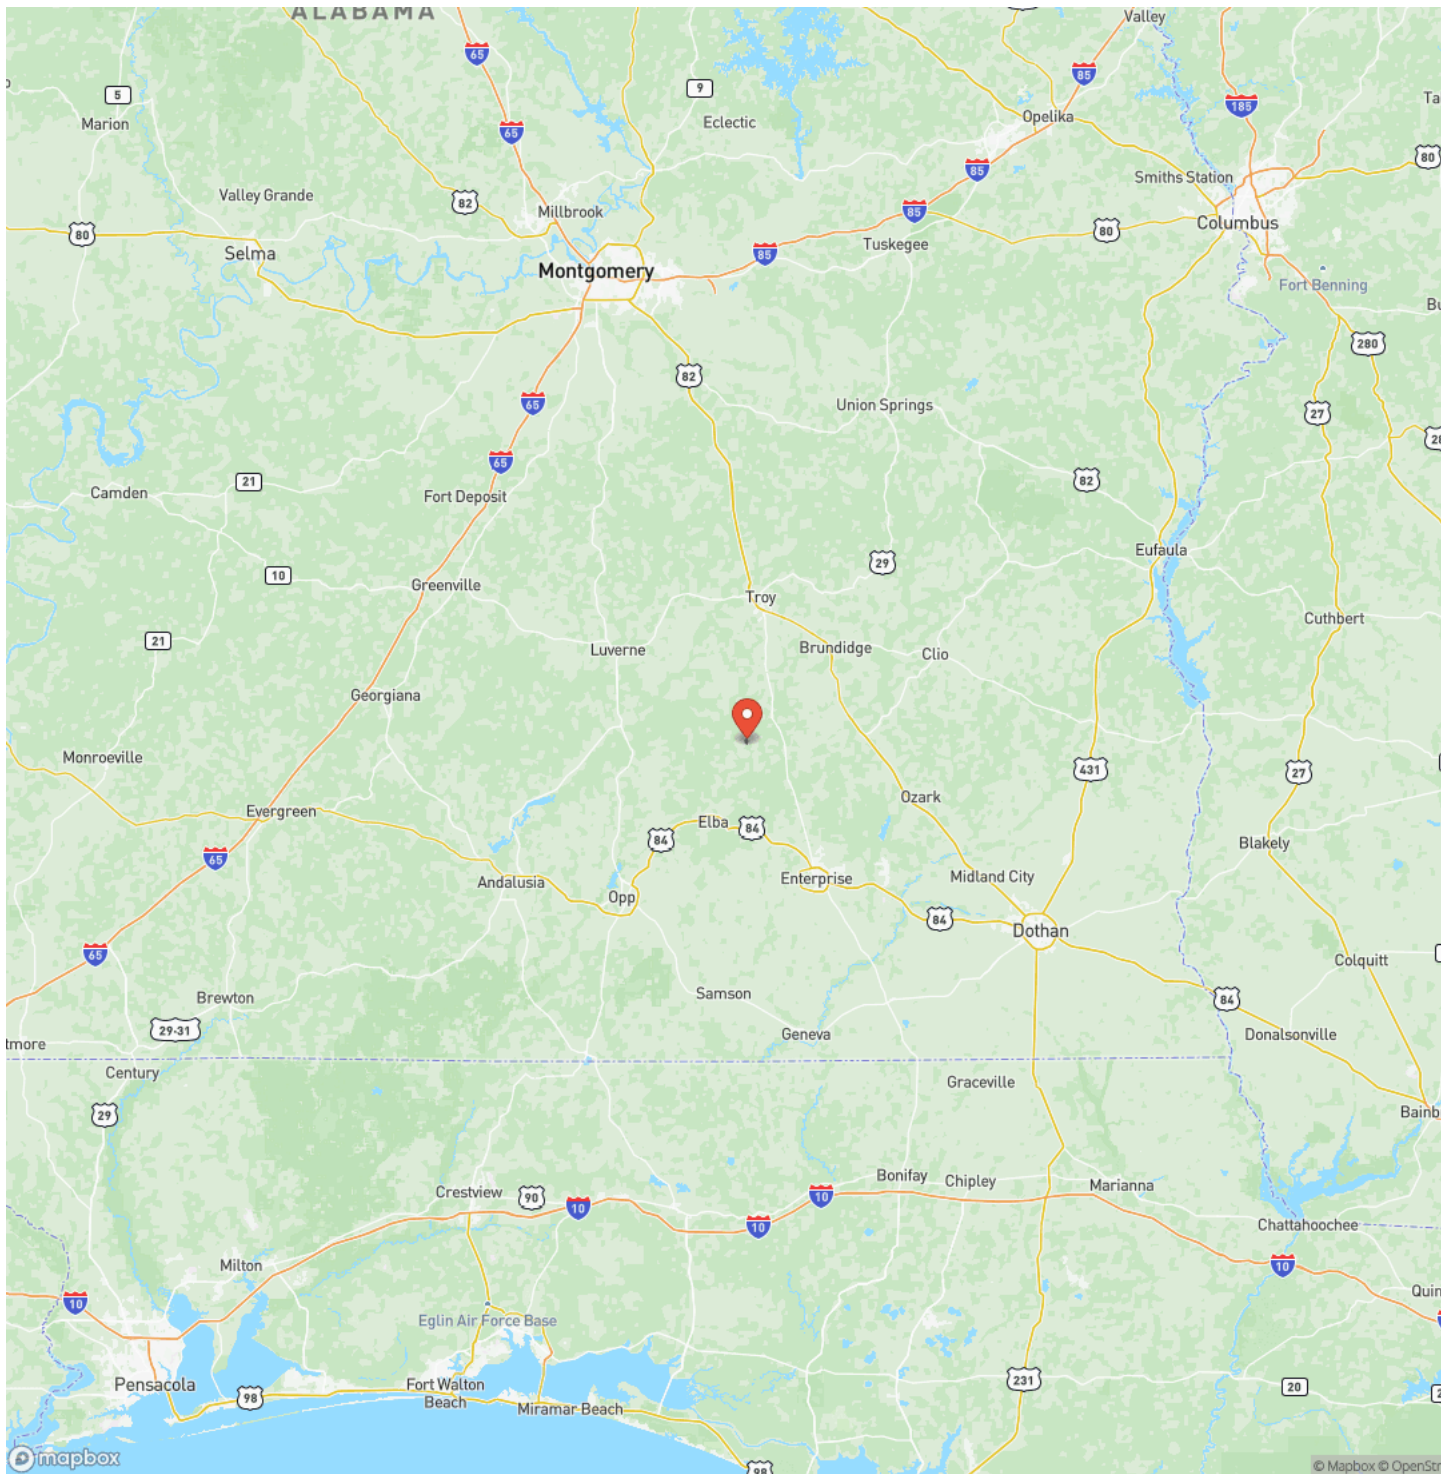 ALABAMA
Valley
65
85
5
9
185
Marion
Eclectic
Opelika
65
80
85
Smiths Station
Valley Grande
82
Millbrook
85
Columbus
80
80
Selma
Tuskegee
85
Montgomery
Fort Benning
280
82
65
Union Springs
27
65
21
82
Camden
Fort Deposit
Eufaula
29
10
Greenville
Troy
Cuthbert
21
Luverne
Brundidge
Clio
Georgiana
Monroeville
431
27
Ozark
Evergreen
Elba
84
84
65
Blakely
Andalusia
Enterprise
Midland City
Opp
84
Dothan
65
Colquitt
Brewton
Samson
84
29-31
Geneva
Donalsonville
tmore
Century
Graceville
29
Bainb
Bonifay
Chipley
Marianna
Crestview
90
10
10
10
Chattahoochee
Milton
10
Quin
10
Eglin Air Force Base
Pensacola
Fort Walton
Beach
98
Miramar Beach
231
20
mapbox
98
© Mapbox © OpenStr